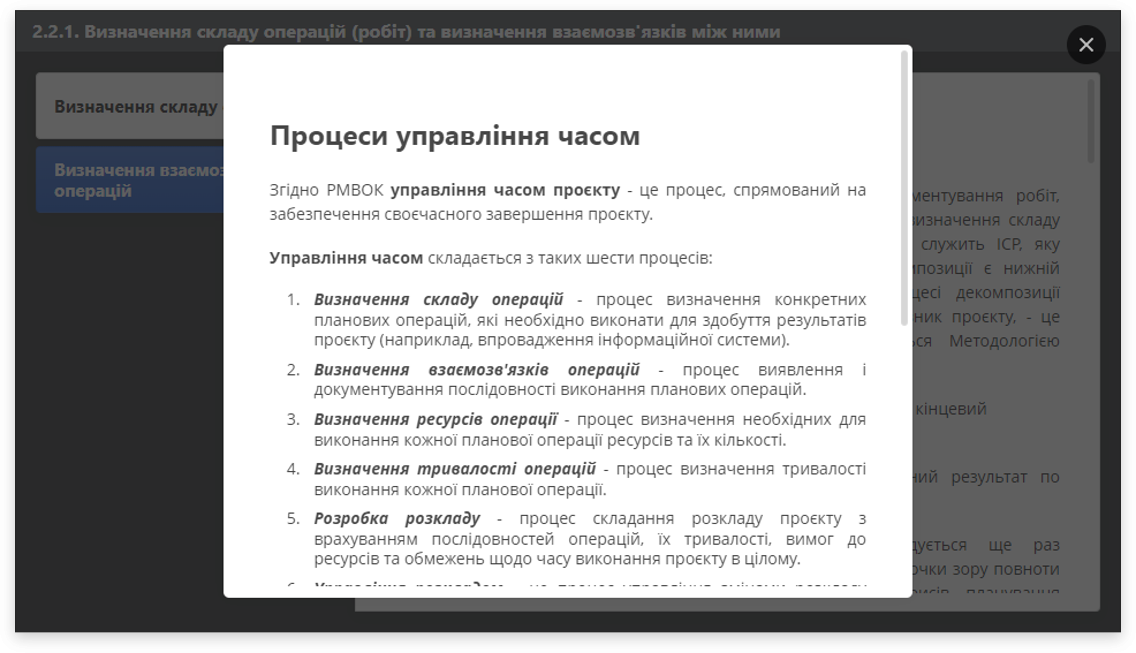 2.2.1. Визначення складу операцій (робіт) та визначення взаємозв'язків між ними
Визначення складу
Визначення взаємозв
операцій
Процеси управління часом
Згідно PMBOK управління часом проєкту - це процес, спрямований на
забезпечення своєчасного завершення проєкту.
Управління часом складається з таких шести процесів:
1. Визначення складу операцій - процес визначення конкретних
планових операцій, які необхідно виконати для здобуття результатів
проєкту (наприклад, впровадження інформаційної системи).
2. Визначення взаємозв'язків операцій - процес виявлення і
документування послідовності виконання планових операцій.
3. Визначення ресурсів операції - процес визначення необхідних для
виконання кожної планової операції ресурсів та їх кількості.
4. Визначення тривалості операцій - процес визначення тривалості
виконання кожної планової операції.
5. Розробка розкладу - процес складання розкладу проєкту з
врахуванням послідовностей операцій, їх тривалості, вимог до
ресурсів та обмежень щодо часу виконання проєкту в цілому.
ментування робіт,
визначення складу
служить ІСР, яку
мпозиції є нижній
цесі декомпозиції
ник проєкту, - це
ься Методологією
кінцевий
ний результат по
дується ще раз
очки зору повноти